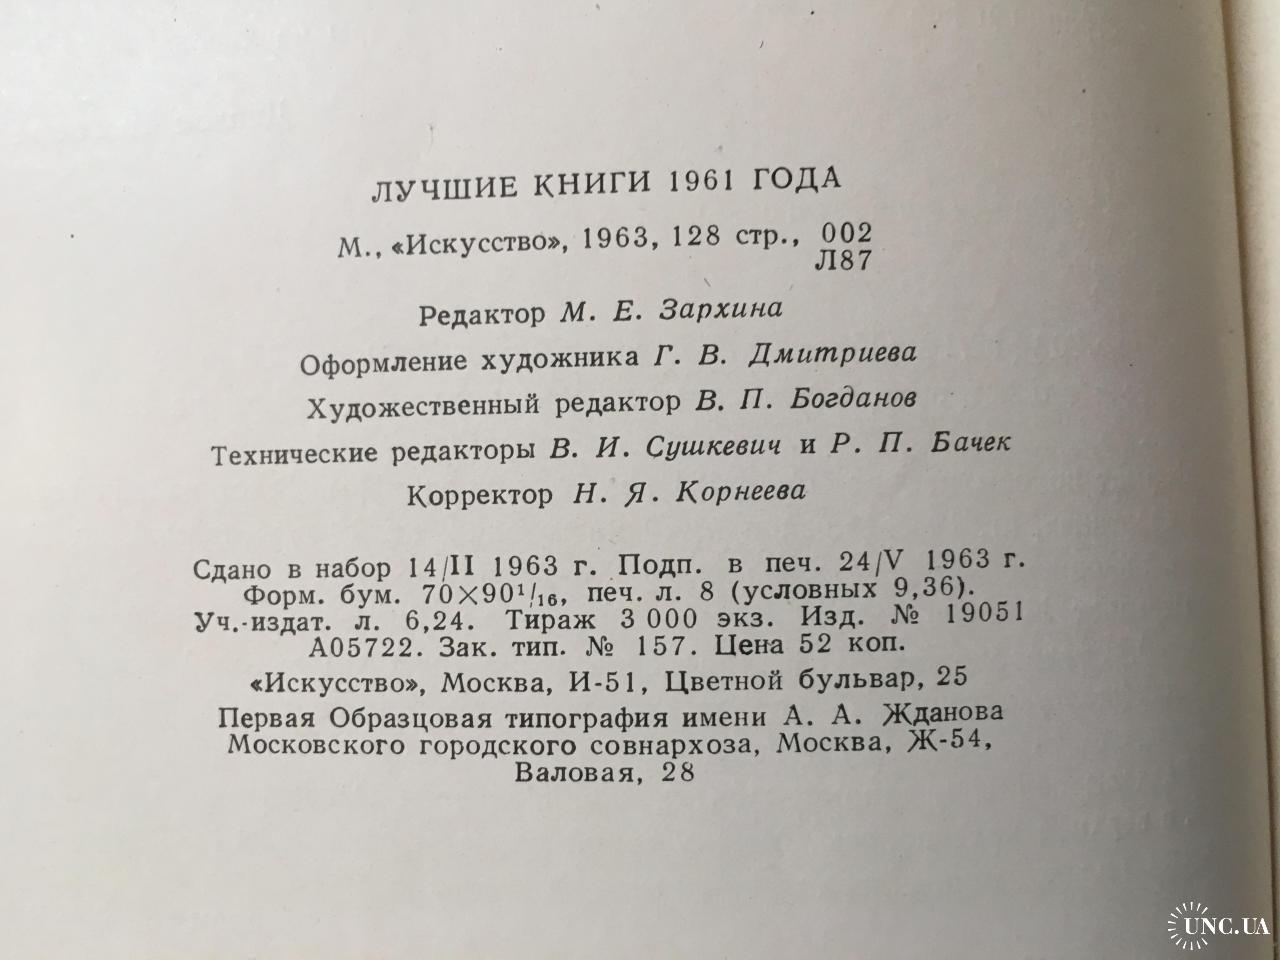 ЛУЧШИЕ КНИГИ 1961 ГОДА
М., «Искусство», 1963, 128 стр., 002
Л87
Редактор М. Е. Зархина
Оформление художника Г. В. Дмитриева
Художественный редактор В. П. Богданов
Технические редакторы В. И. Сушкевич и Р. П. Бачек
Корректор Н. Я. Корнеева
Сдано в набор 14/II 1963 г. Подп. в печ. 24/V 1963 г.
Форм. бум. 70×90¹/₁₆, печ. л. 8 (условных 9,36).
Уч.-издат. л. 6,24. Тираж 3 000 экз. Изд. № 19051
А05722. Зак. тип. № 157. Цена 52 коп.
«Искусство», Москва, И-51, Цветной бульвар, 25
Первая Образцовая типография имени А. А. Жданова
Московского городского совнархоза, Москва, Ж-54,
Валовая, 28
UNC.UA